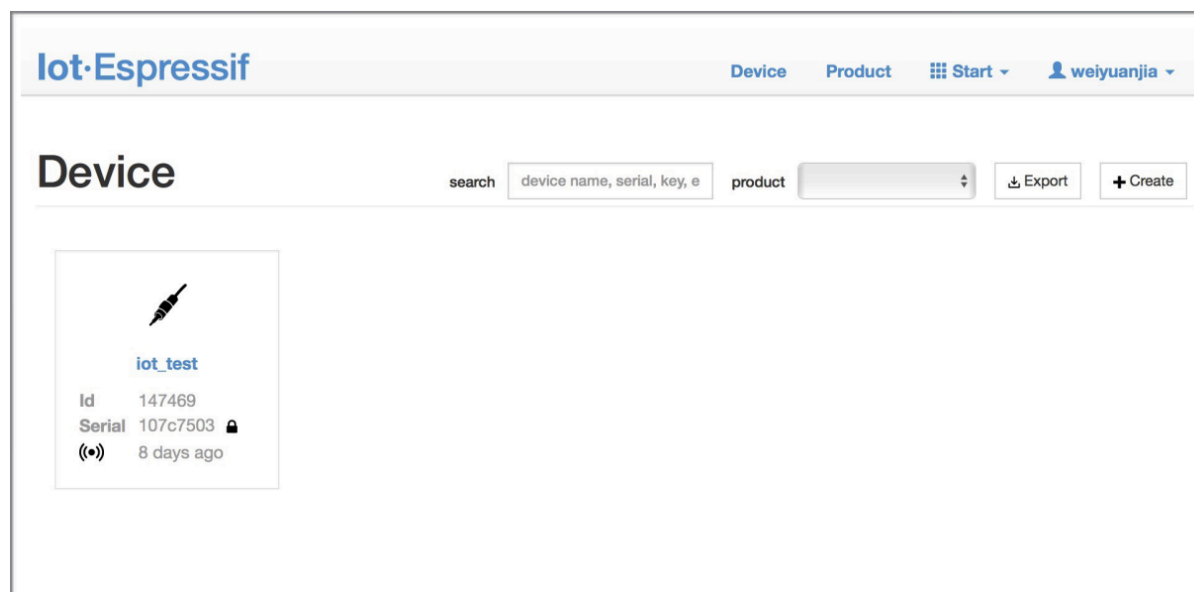 Iot·Espressif
Device Product Start weiyuanjia
Device
search device name, serial, key, e product Export Create
iot_test
Id 147469
Serial 107c7503
8 days ago